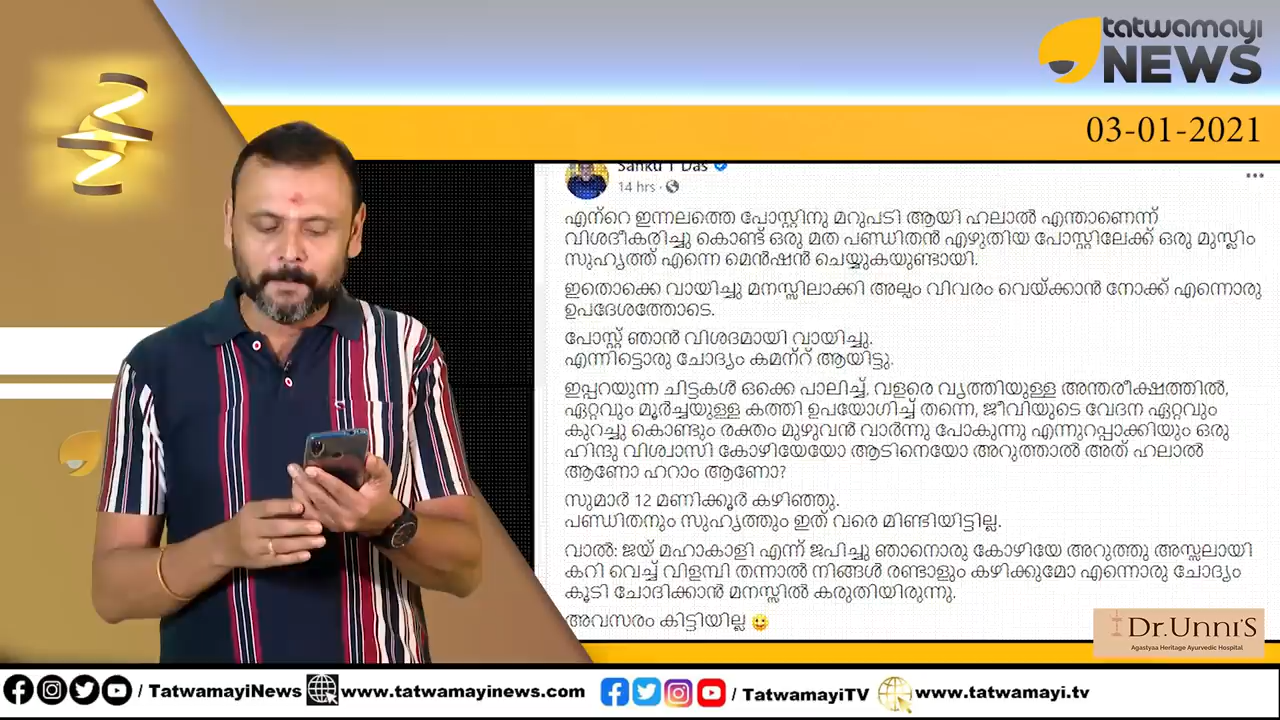 tatwamayi
NEWS
03-01-2021
Sanku T Das
14 hrs ·
എന്റെ ഇന്നലത്തെ പോസ്റ്റിനു മറുപടി ആയി ഹലാൽ എന്താണെന്ന്
വിശദീകരിച്ചു കൊണ്ട് ഒരു മത പണ്ഡിതൻ എഴുതിയ പോസ്റ്റിലേക്ക് ഒരു മുസ്ലിം
സുഹൃത്ത് എന്നെ മെൻഷൻ ചെയ്യുകയുണ്ടായി.
ഇതൊക്കെ വായിച്ചു മനസ്സിലാക്കി അല്പം വിവരം വെയ്ക്കാൻ നോക്ക് എന്നൊരു
ഉപദേശത്തോടെ.
പോസ്റ്റ് ഞാൻ വിശദമായി വായിച്ചു.
എന്നിട്ടൊരു ചോദ്യം കമന്റ് ആയിട്ടു.
ഇപ്പറയുന്ന ചിട്ടകൾ ഒക്കെ പാലിച്ച്, വളരെ വൃത്തിയുള്ള അന്തരീക്ഷത്തിൽ,
ഏറ്റവും മൂർച്ചയുള്ള കത്തി ഉപയോഗിച്ച് തന്നെ, ജീവിയുടെ വേദന ഏറ്റവും
കുറച്ചു കൊണ്ടും രക്തം മുഴുവൻ വാർന്നു പോകുന്നു എന്നുറപ്പാക്കിയും ഒരു
ഹിന്ദു വിശ്വാസി കോഴിയേയോ ആടിനെയോ അറുത്താൽ അത് ഹലാൽ
ആണോ ഹറാം ആണോ?
സുമാർ 12 മണിക്കൂർ കഴിഞ്ഞു.
പണ്ഡിതനും സുഹൃത്തും ഇത് വരെ മിണ്ടിയിട്ടില്ല.
വാൽ: ജയ് മഹാകാളി എന്ന് ജപിച്ചു ഞാനൊരു കോഴിയേ അറുത്തു അസ്സലായി
കറി വെച്ച് വിളമ്പി തന്നാൽ നിങ്ങൾ രണ്ടാളും കഴിക്കുമോ എന്നൊരു ചോദ്യം
കൂടി ചോദിക്കാൻ മനസ്സിൽ കരുതിയിരുന്നു.
അവസരം കിട്ടിയില്ല 😀
Dr.Unni'S
Agastyaa Heritage Ayurvedic Hospital
/ TatwamayiNews www.tatwamayinews.com / TatwamayiTV www.tatwamayi.tv